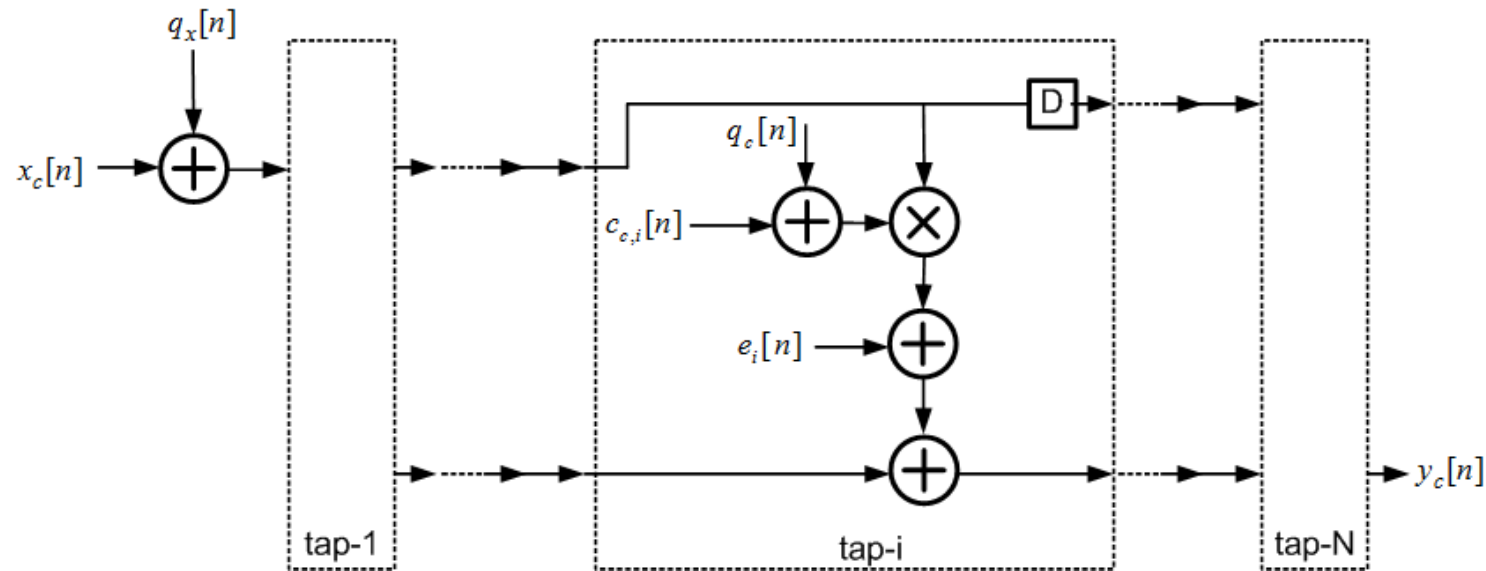 q_x[n]
x_c[n]
D
q_c[n]
c_{c,i}[n]
e_i[n]
y_c[n]
tap-1
tap-i
tap-N